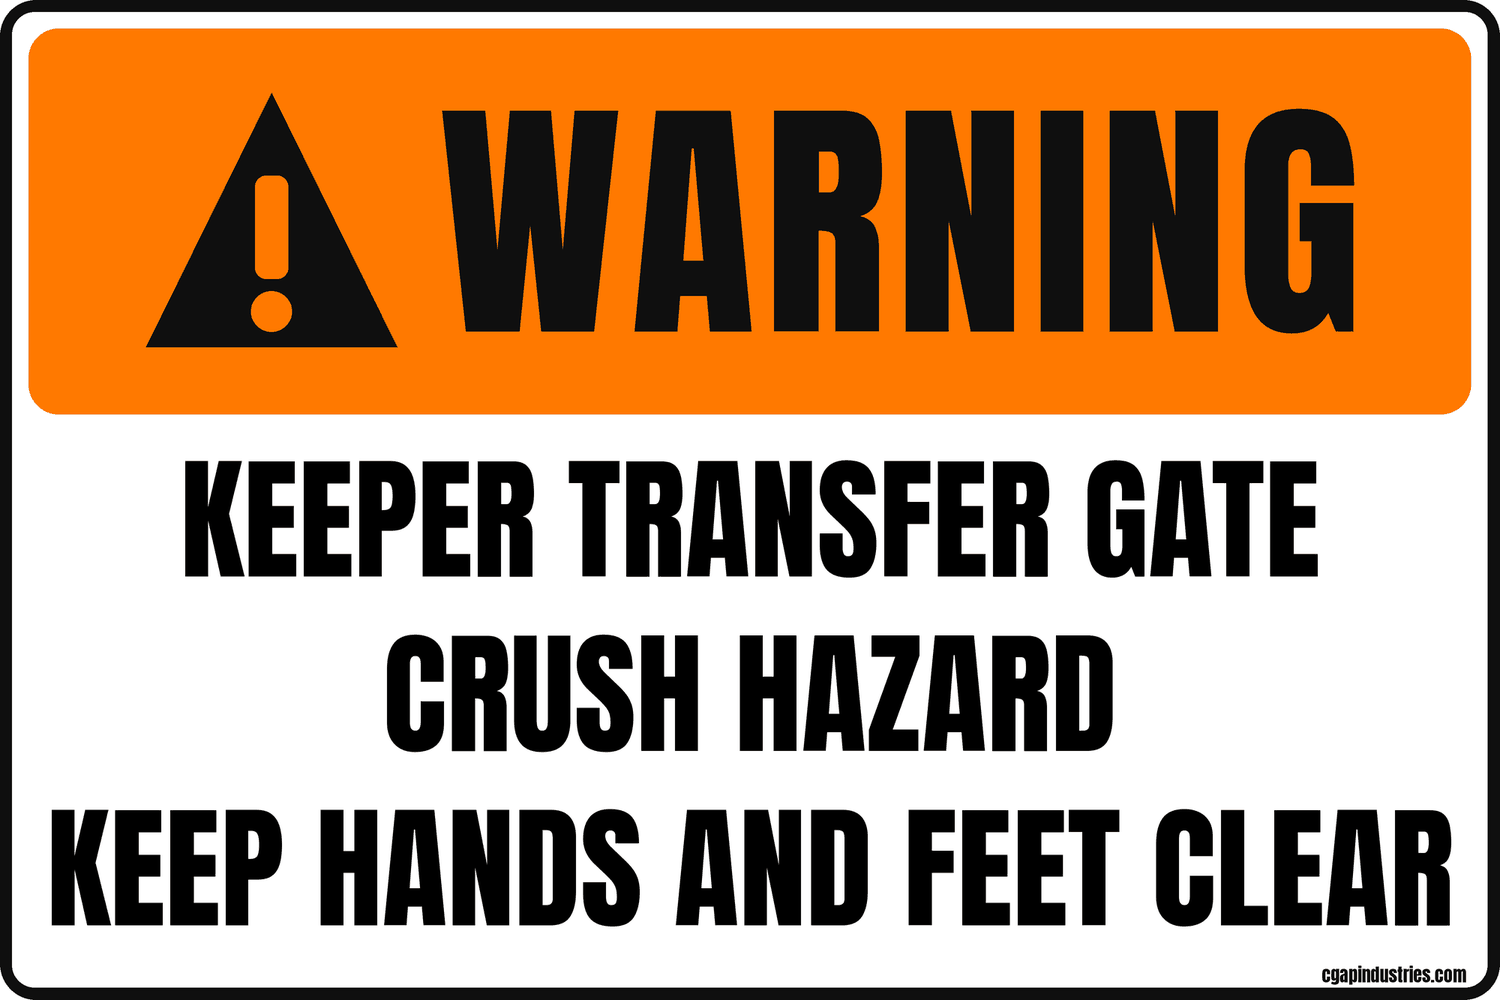 WARNING
KEEPER TRANSFER GATE
CRUSH HAZARD
KEEP HANDS AND FEET CLEAR
cgapindustries.com